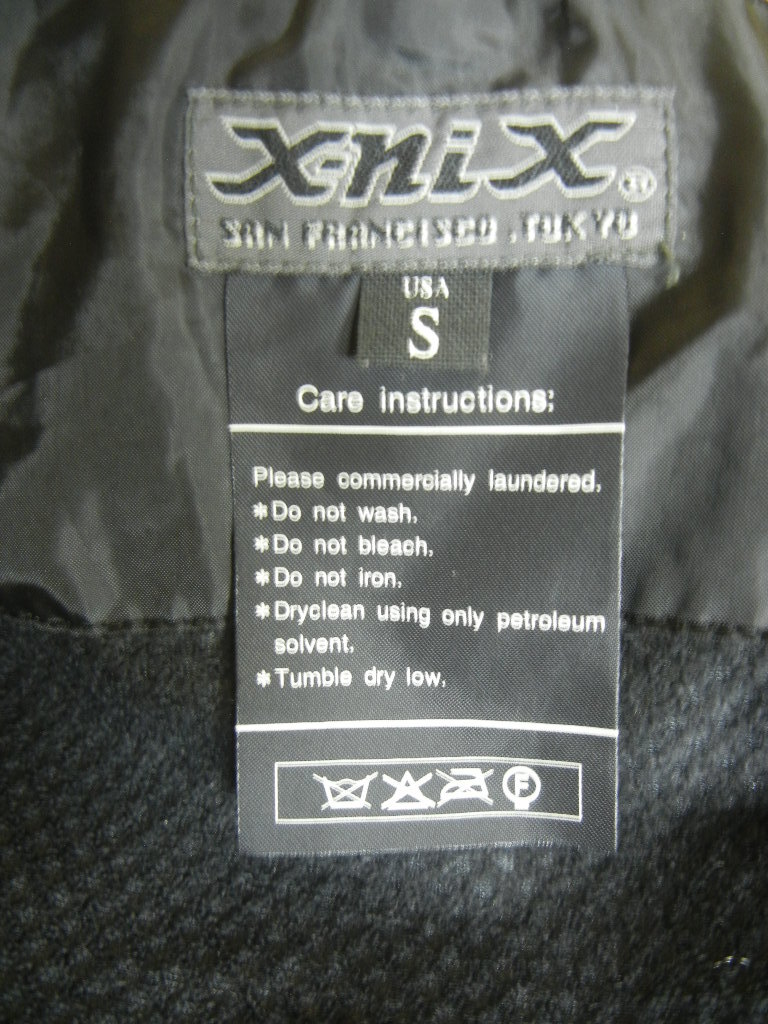 X-NIX
SAN FRANCISCO .TOKYO
USA
S
Care instructions:
Please commercially laundered.
*Do not wash.
*Do not bleach.
*Do not iron.
*Dryclean using only petroleum
solvent.
*Tumble dry low.
F